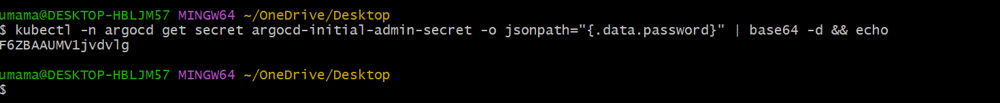 umama@DESKTOP-HBLJM57 MINGW64 ~/OneDrive/Desktop
$ kubectl -n argocd get secret argocd-initial-admin-secret -o jsonpath="{.data.password}" | base64 -d && echo
F6ZBAAUMV1jvdvlg
umama@DESKTOP-HBLJM57 MINGW64 ~/OneDrive/Desktop
$